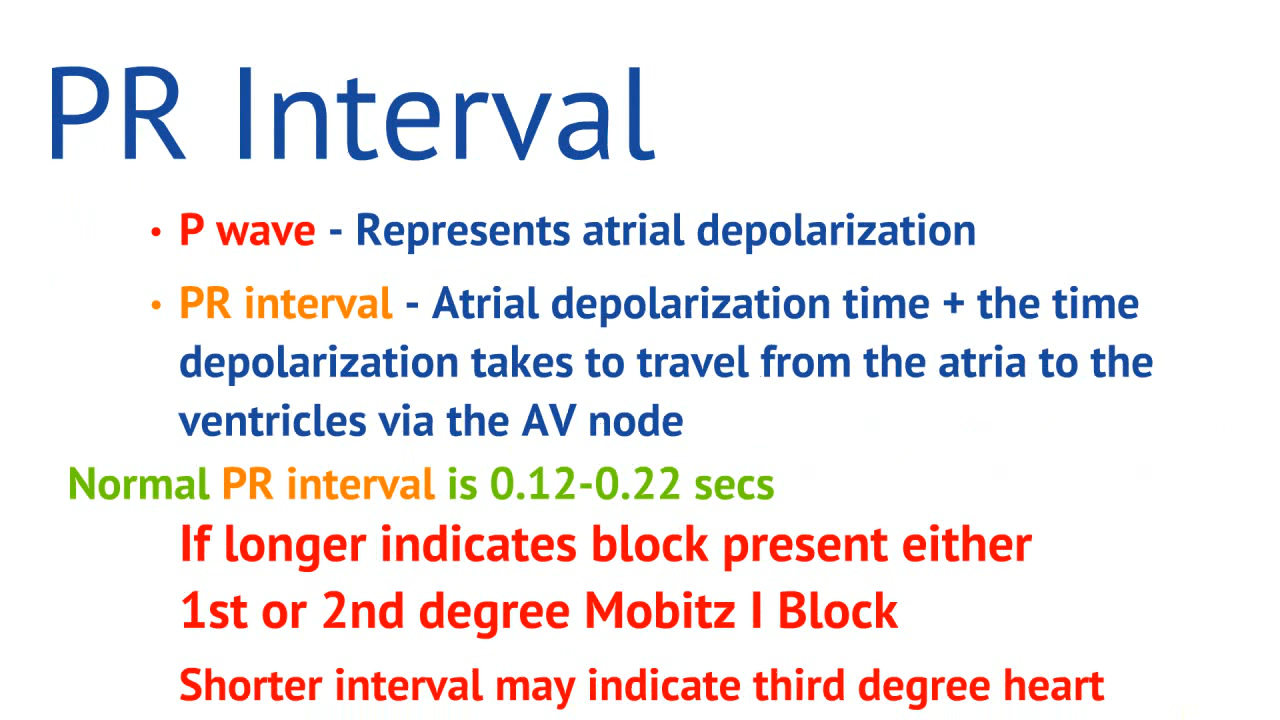 PR Interval
• P wave - Represents atrial depolarization
• PR interval - Atrial depolarization time + the time
depolarization takes to travel from the atria to the
ventricles via the AV node
Normal PR interval is 0.12-0.22 secs
If longer indicates block present either
1st or 2nd degree Mobitz I Block
Shorter interval may indicate third degree heart